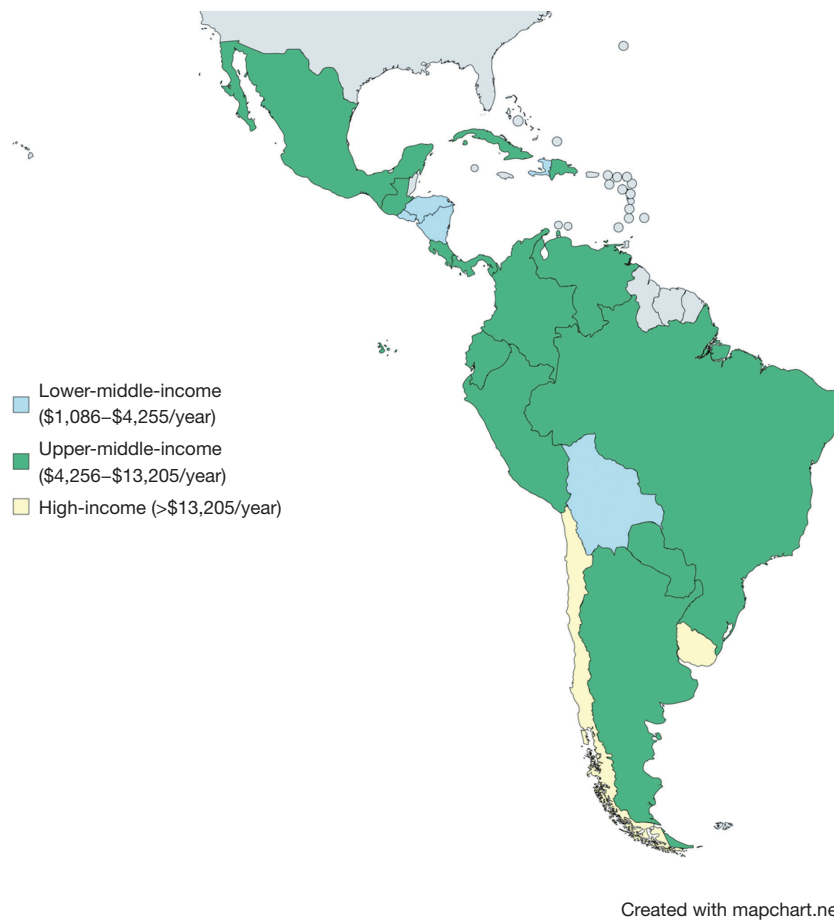 Lower-middle-income
($1,086–$4,255/year)
Upper-middle-income
($4,256–$13,205/year)
High-income (>$13,205/year)
Created with mapchart.ne